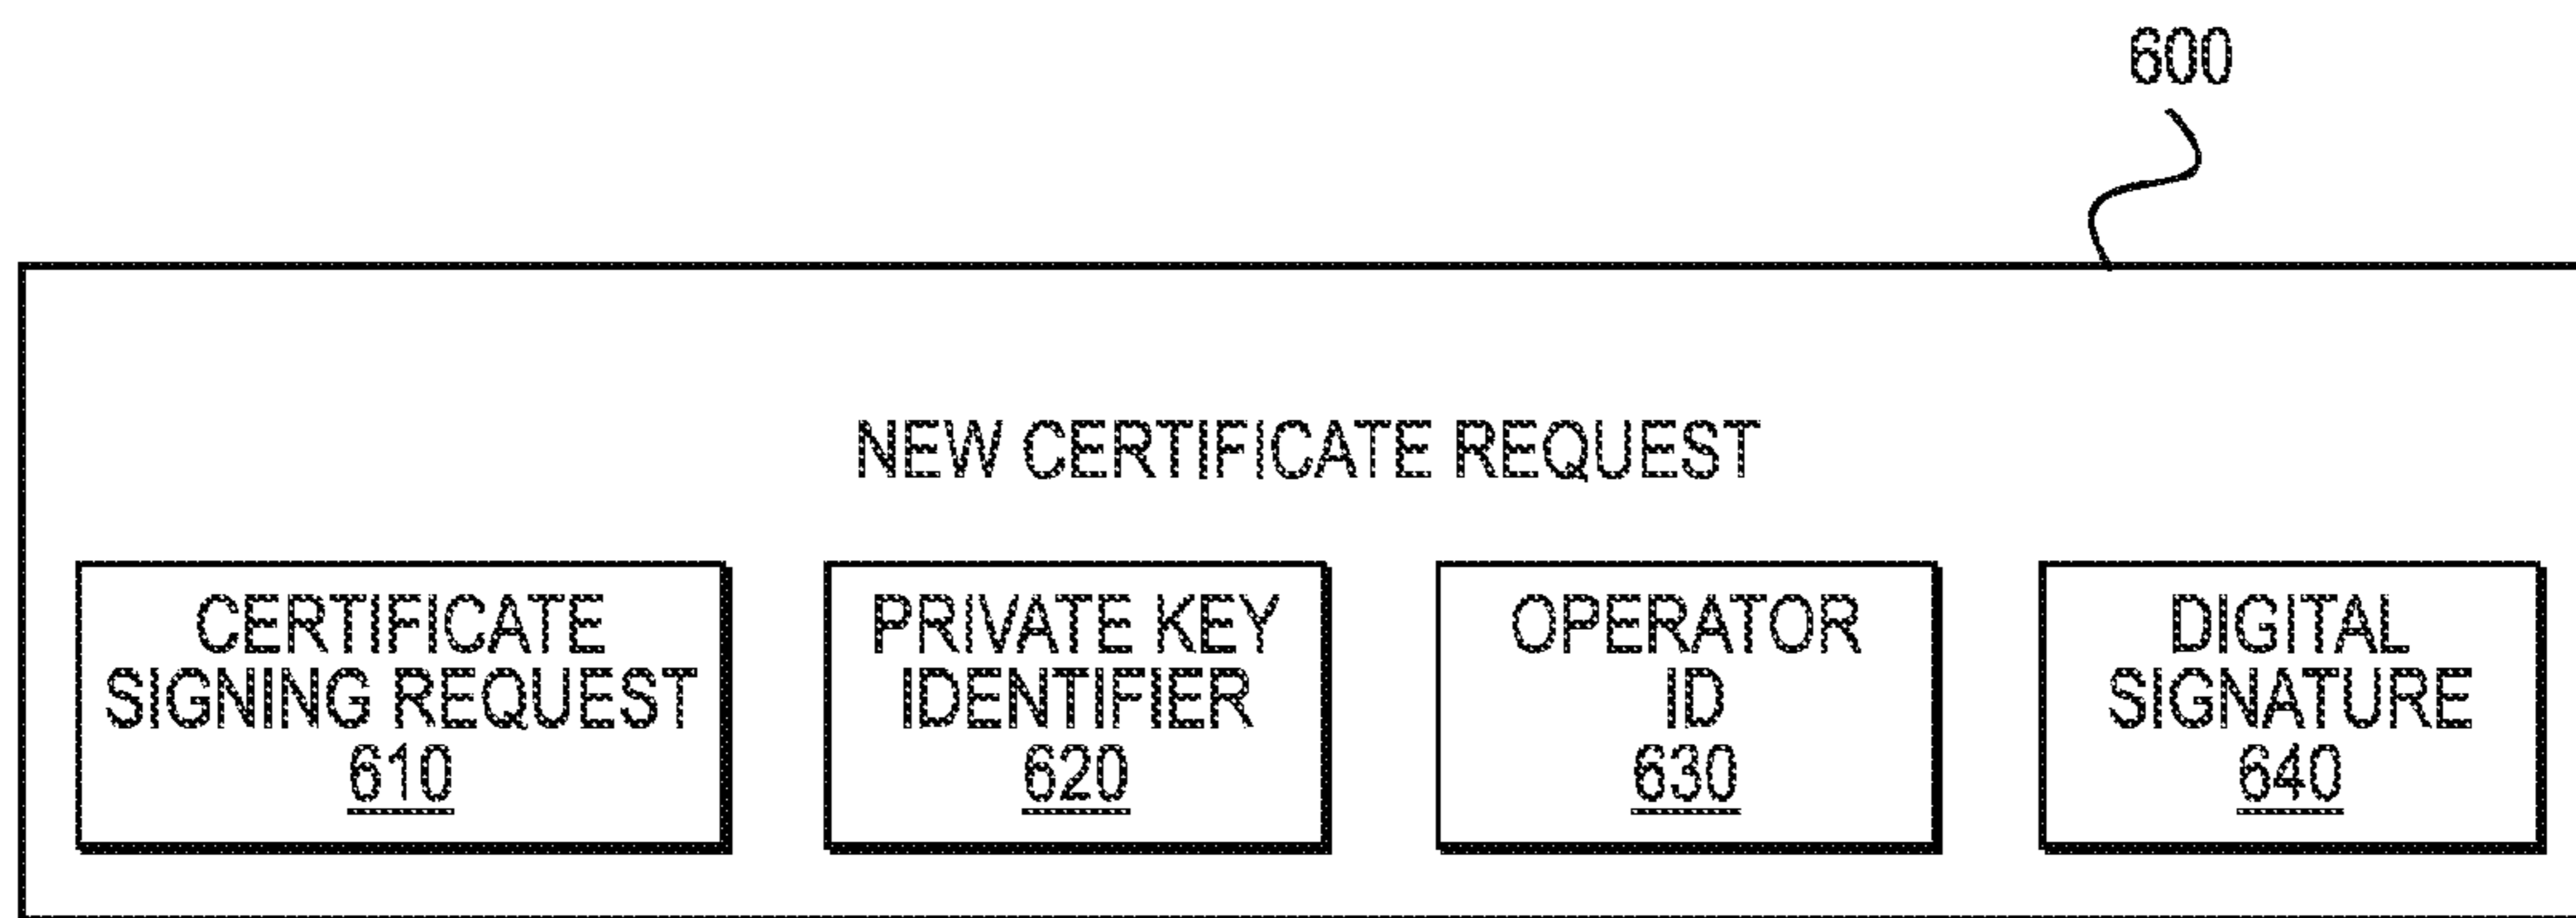 600
NEW CERTIFICATE REQUEST
CERTIFICATE
SIGNING REQUEST
610
PRIVATE KEY
IDENTIFIER
620
OPERATOR
ID
630
DIGITAL
SIGNATURE
640